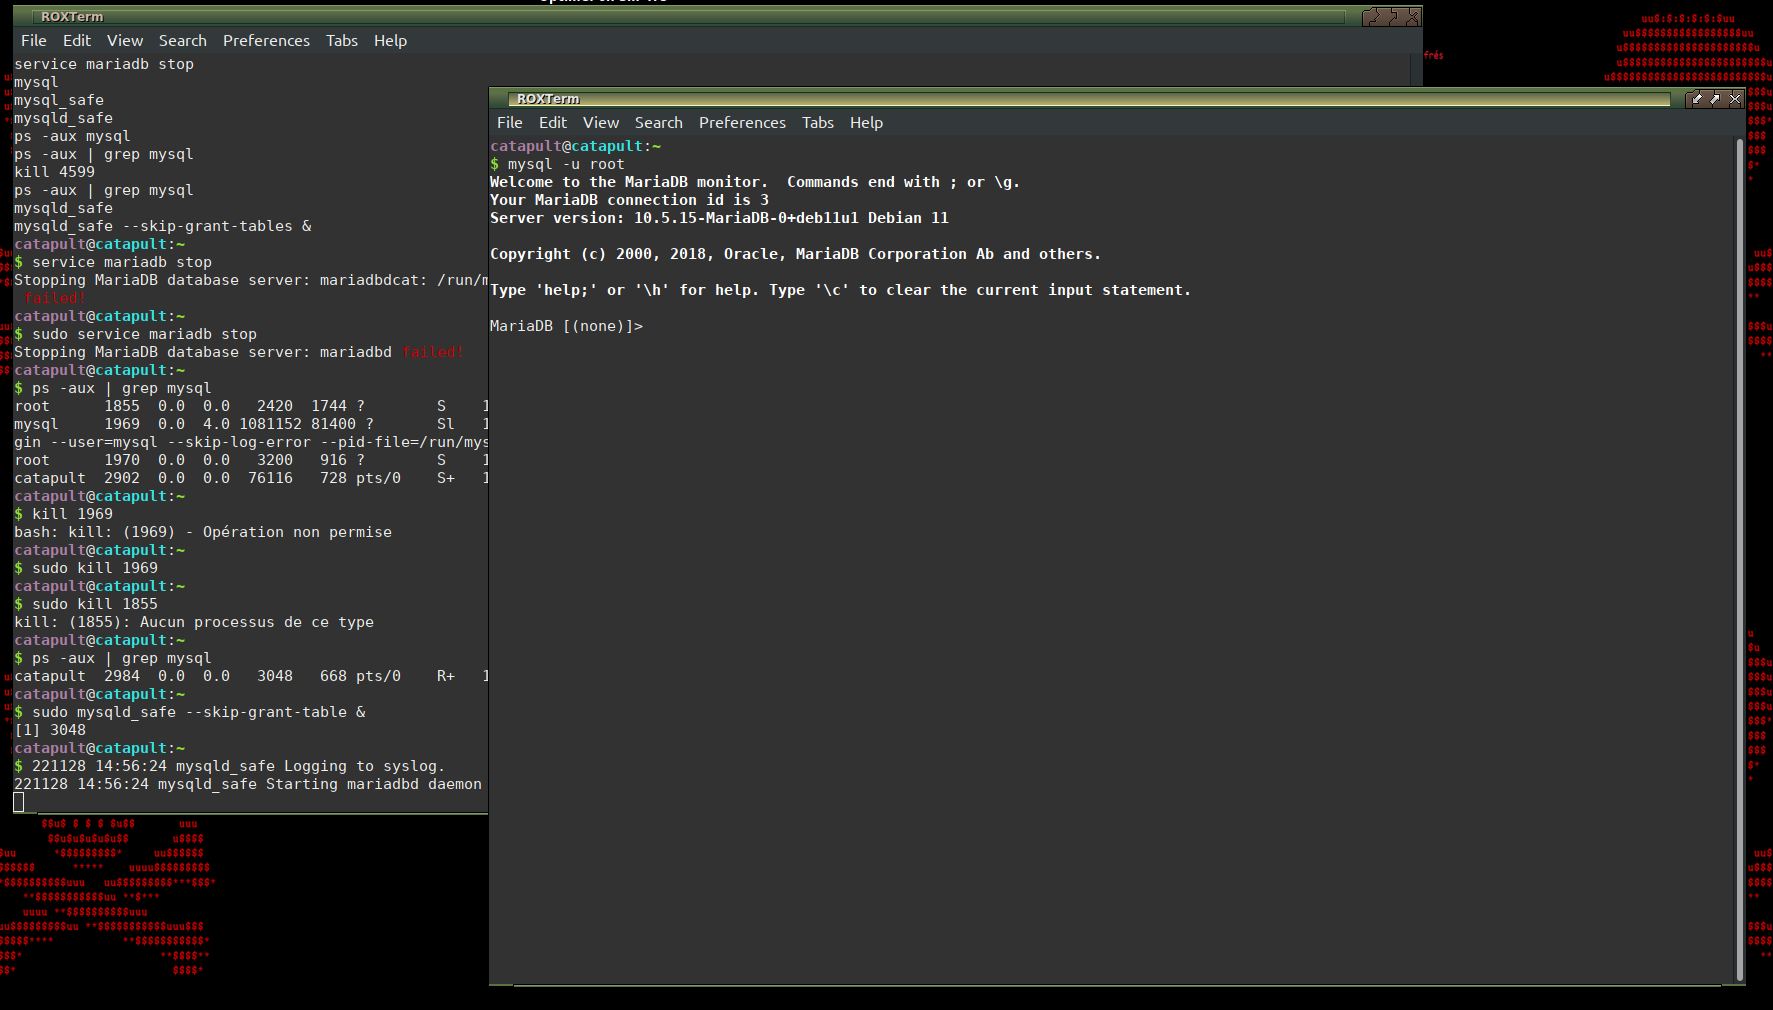 ROXTerm
File Edit View Search Preferences Tabs Help
service mariadb stop
mysql
mysql_safe
mysqld_safe
ps -aux mysql
ps -aux | grep mysql
kill 4599
ps -aux | grep mysql
mysqld_safe
mysqld_safe --skip-grant-tables &
catapult@catapult:~
$ service mariadb stop
Stopping MariaDB database server: mariadbdcat: /run/m
failed!
catapult@catapult:~
$ sudo service mariadb stop
Stopping MariaDB database server: mariadbd failed!
catapult@catapult:~
$ ps -aux | grep mysql
root 1855 0.0 0.0 2420 1744 ? S 1
mysql 1969 0.0 4.0 1081152 81400 ? Sl 1
gin --user=mysql --skip-log-error --pid-file=/run/mys
root 1970 0.0 0.0 3200 916 ? S 1
catapult 2902 0.0 0.0 76116 728 pts/0 S+ 1
catapult@catapult:~
$ kill 1969
bash: kill: (1969) - Opération non permise
catapult@catapult:~
$ sudo kill 1969
catapult@catapult:~
$ sudo kill 1855
kill: (1855): Aucun processus de ce type
catapult@catapult:~
$ ps -aux | grep mysql
catapult 2984 0.0 0.0 3048 668 pts/0 R+ 1
catapult@catapult:~
$ sudo mysqld_safe --skip-grant-table &
[1] 3048
catapult@catapult:~
$ 221128 14:56:24 mysqld_safe Logging to syslog.
221128 14:56:24 mysqld_safe Starting mariadbd daemon
frés
ROXTerm
File Edit View Search Preferences Tabs Help
catapult@catapult:~
$ mysql -u root
Welcome to the MariaDB monitor.  Commands end with ; or \g.
Your MariaDB connection id is 3
Server version: 10.5.15-MariaDB-0+deb11u1 Debian 11
Copyright (c) 2000, 2018, Oracle, MariaDB Corporation Ab and others.
Type 'help;' or '\h' for help. Type '\c' to clear the current input statement.
MariaDB [(none)]>